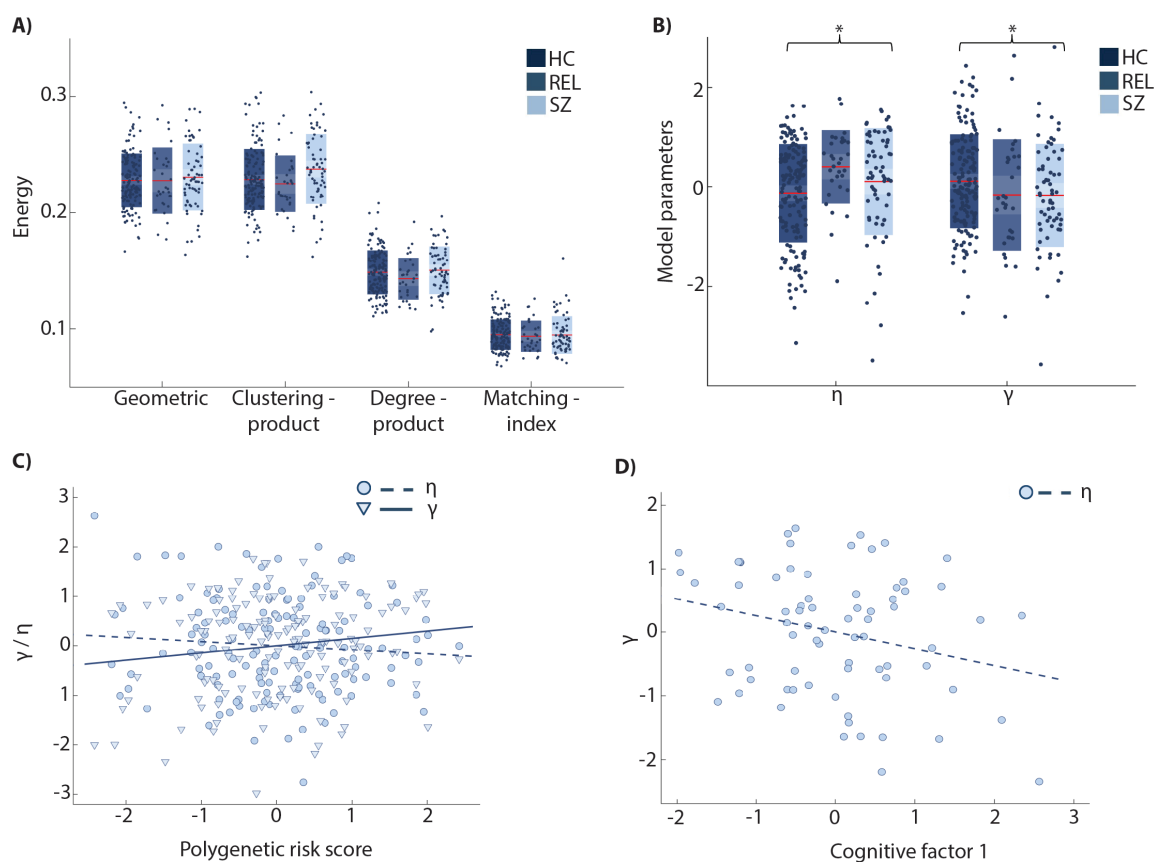 A)
HC
REL
SZ
Energy
0.3
0.2
0.1
Geometric
Clustering -
product
Degree -
product
Matching -
index
B)
*
*
HC
REL
SZ
Model parameters
2
0
-2
η
γ
C)
η
γ
γ / η
3
2
1
0
1
-2
-3
-2
-1
0
1
2
Polygenetic risk score
D)
η
γ
2
1
0
-1
-2
-2
-1
0
1
2
3
Cognitive factor 1